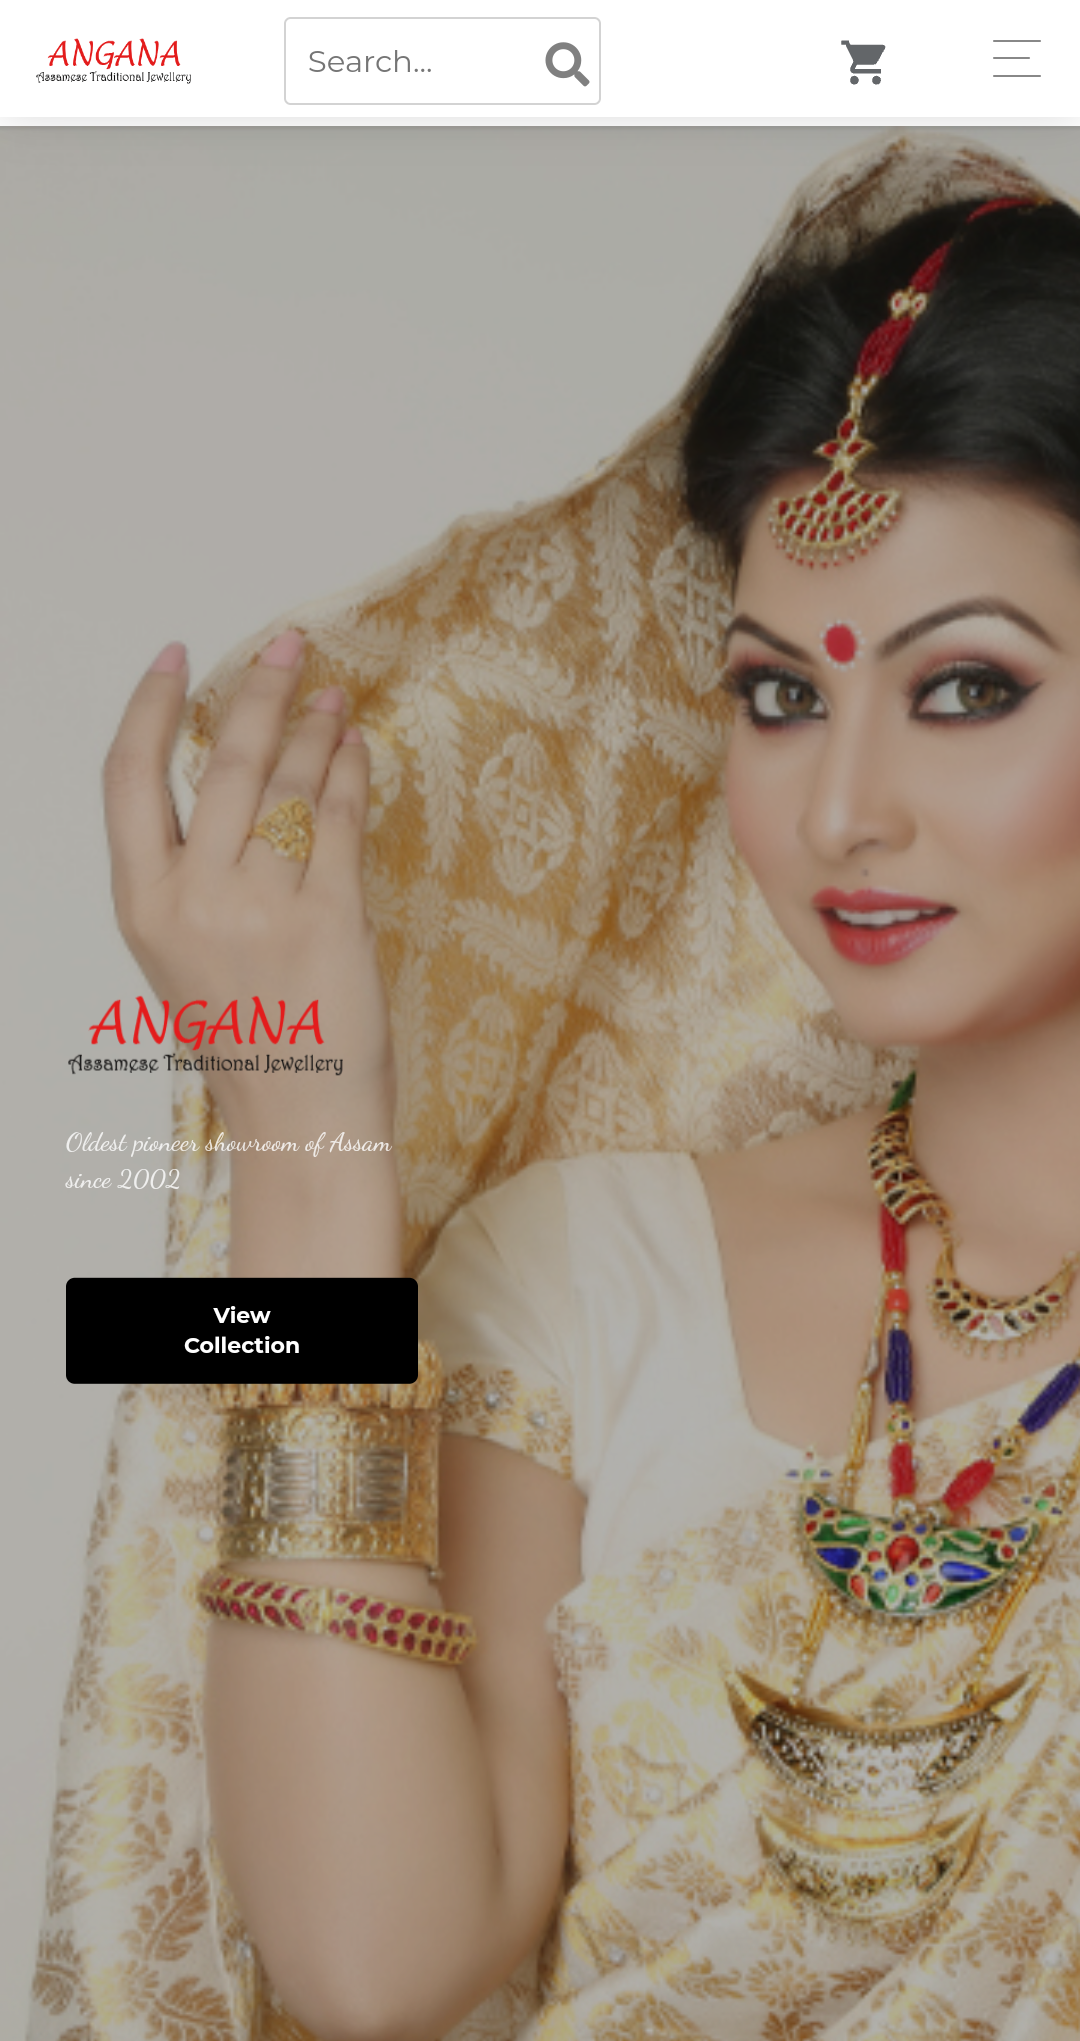 ANGANA
Assamese Traditional Jewellery
Search...
ANGANA
Assamese Traditional Jewellery
Oldest pioneer showroom of Assam
since 2002
View
Collection